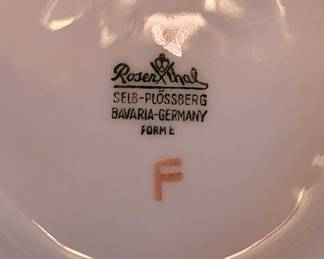 Rosenthal
SELB-PLÖSSBERG
BAVARIA-GERMANY
FORM E
F